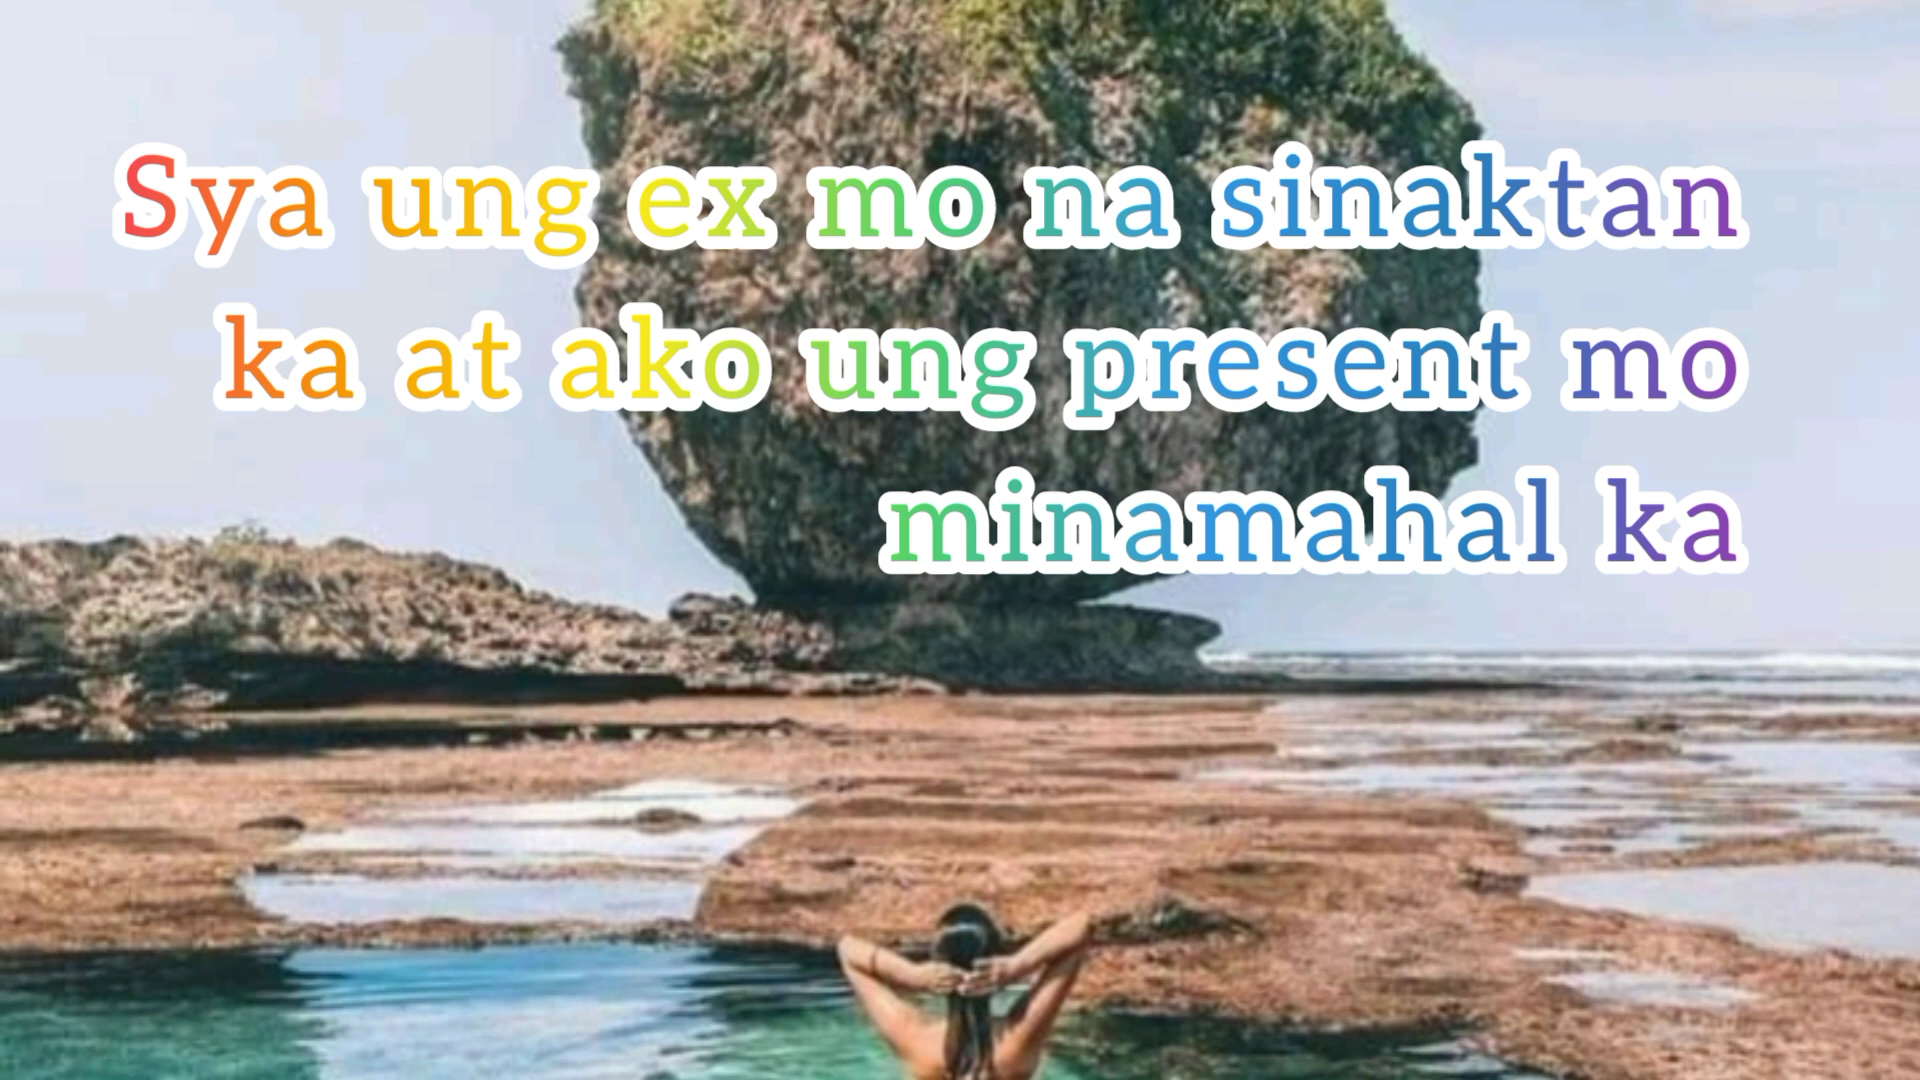 Sya ung ex mo na sinaktan
ka at ako ung present mo
minamahal ka